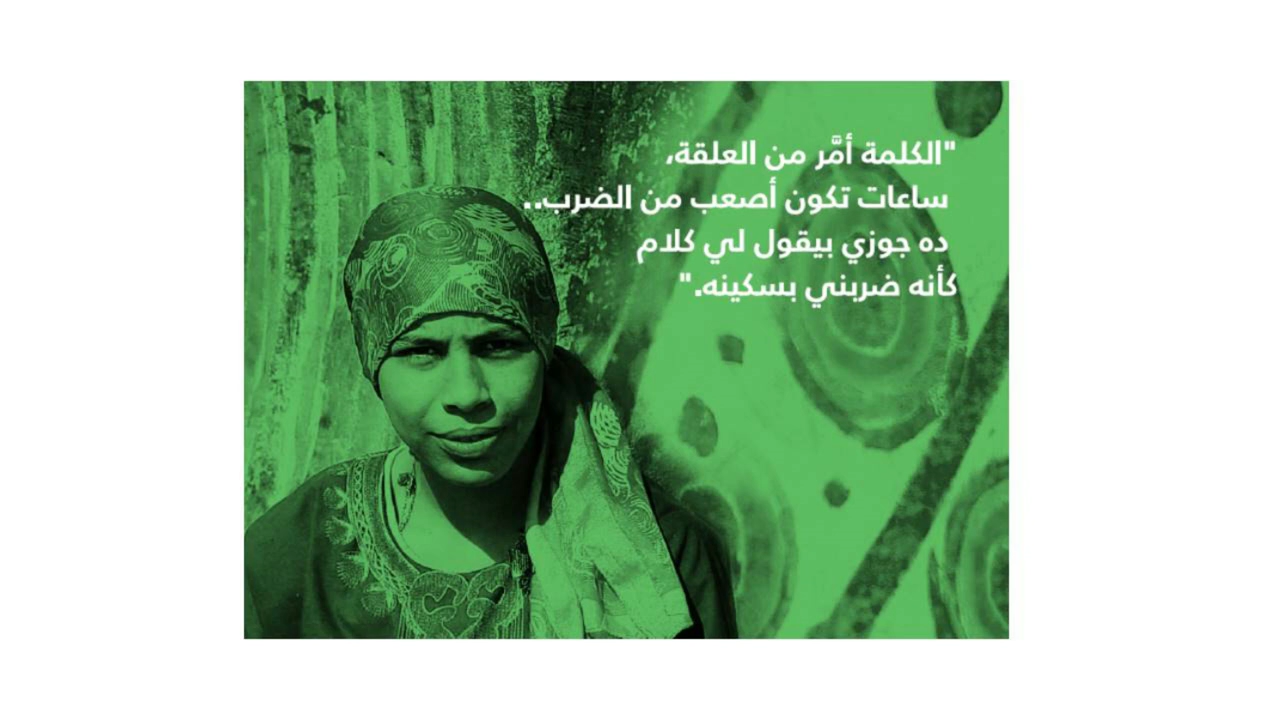 "الكلمة أمَّر من العلقة،
ساعات تكون أصعب من الضرب..
ده جوزي بيقول لي كلام
كأنه ضربني بسكينه."